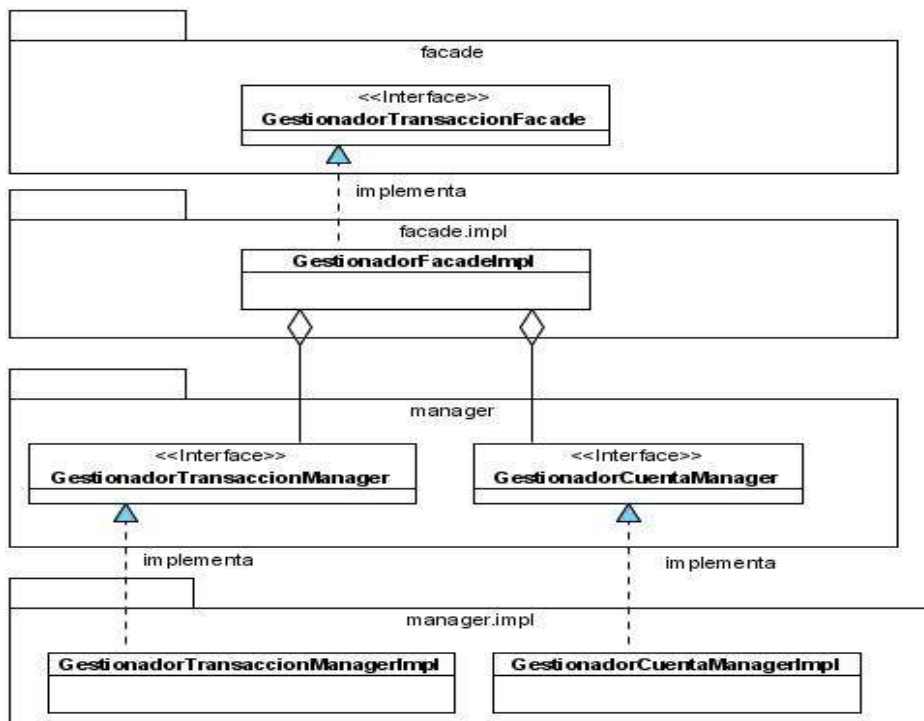 facade
<<Interface>>
GestionadorTransaccionFacade
implementa
facade.impl
GestionadorFacadeImpl
manager
<<Interface>>
GestionadorTransaccionManager
<<Interface>>
GestionadorCuentaManager
implementa
implementa
manager.impl
GestionadorTransaccionManagerImpl
GestionadorCuentaManagerImpl